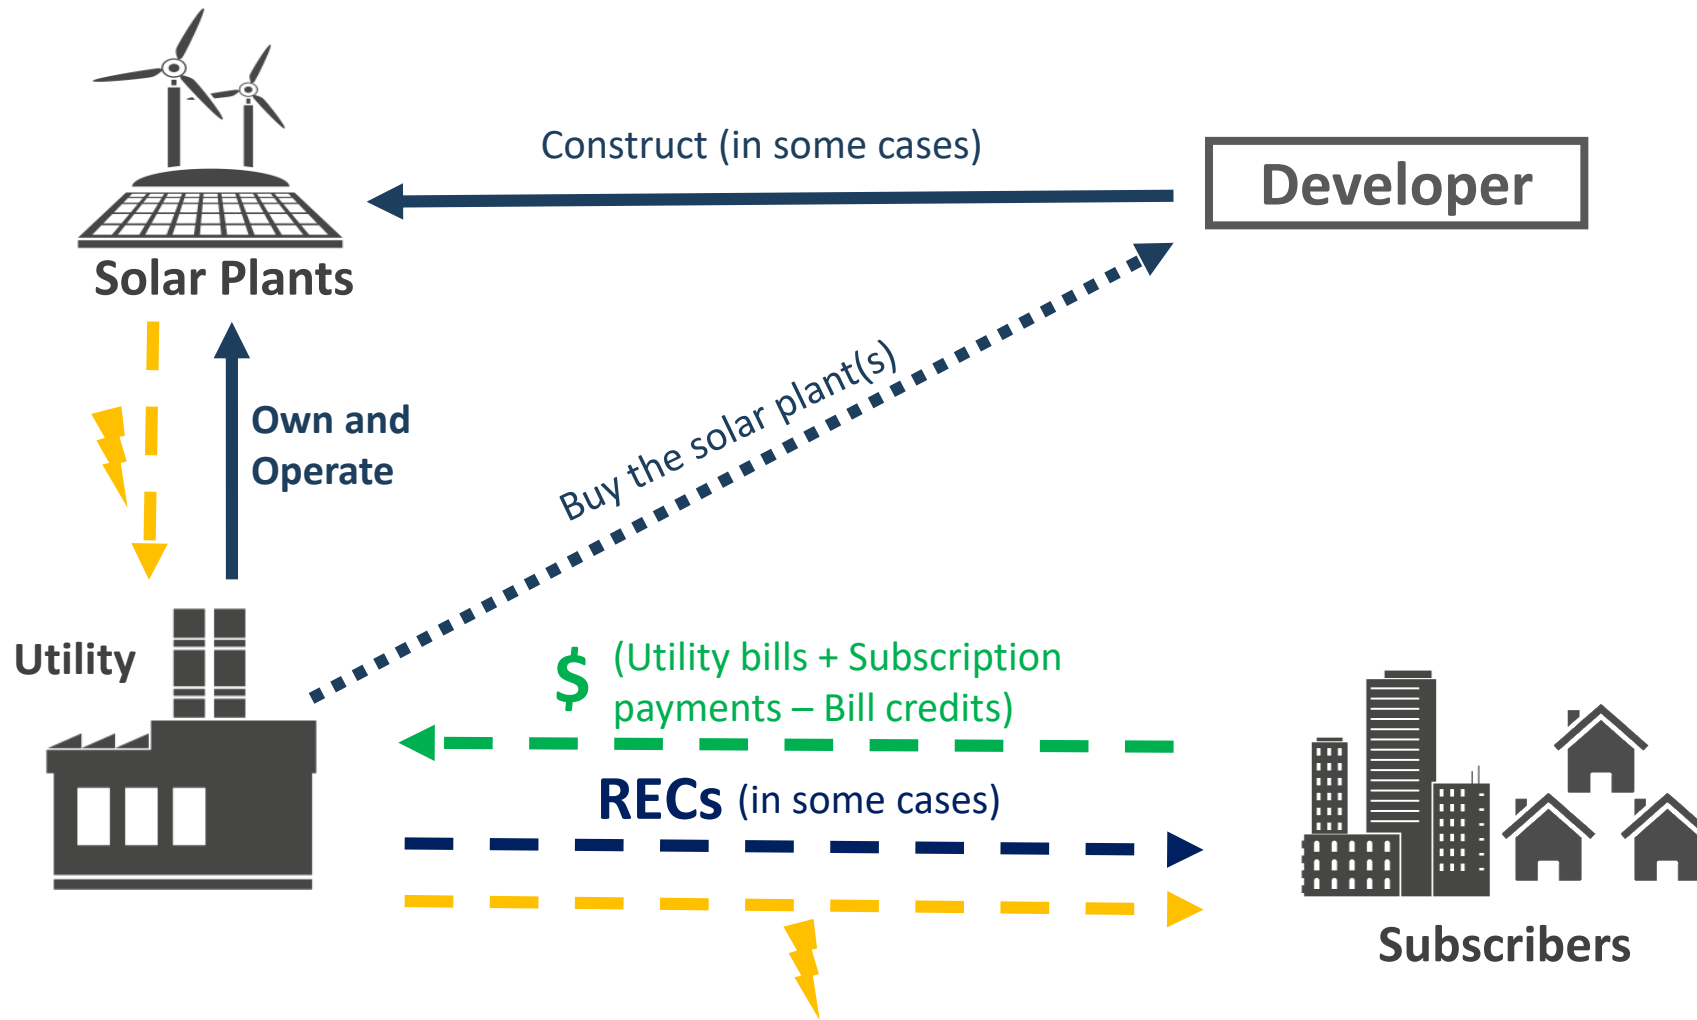 Construct (in some cases)
Developer
Solar Plants
Own and
Operate
Buy the solar plant(s)
Utility
$ (Utility bills + Subscription
payments – Bill credits)
RECs (in some cases)
Subscribers